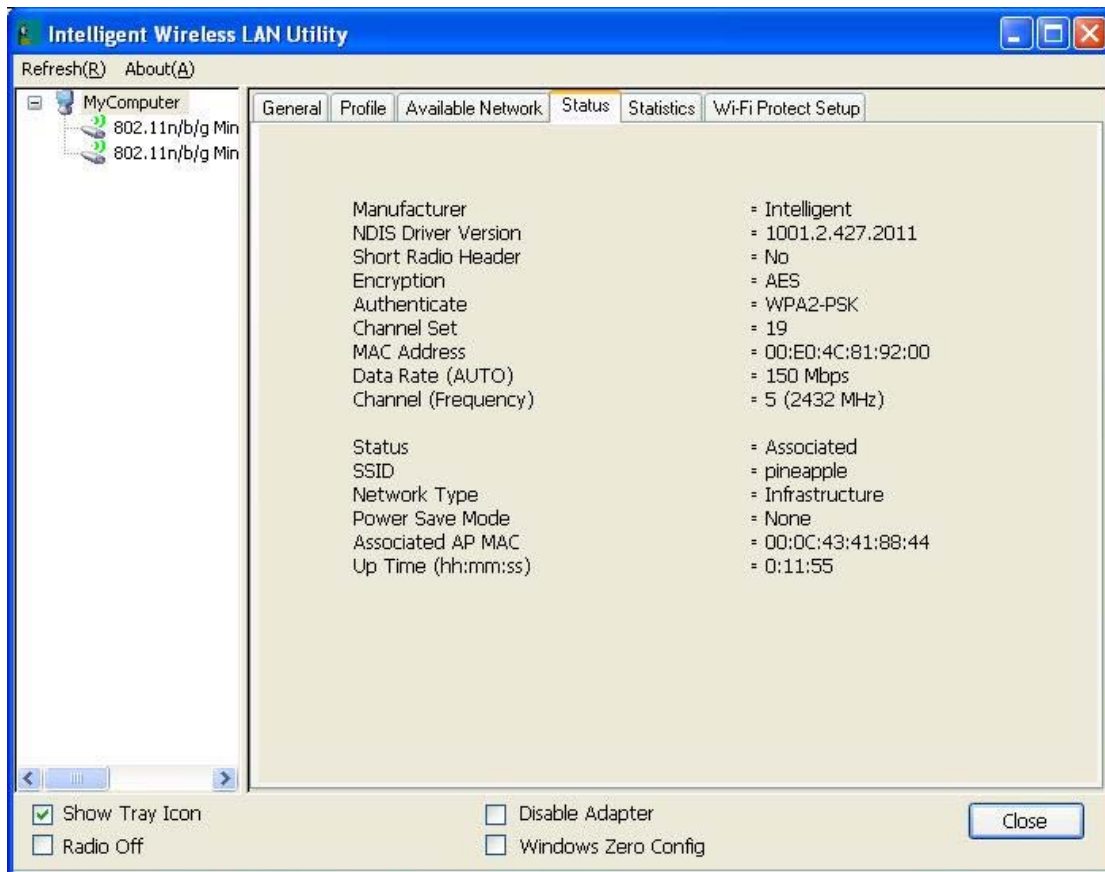 Intelligent Wireless LAN Utility
Refresh(R) About(A)
MyComputer
802.11n/b/g Min
802.11n/b/g Min
General Profile Available Network Status Statistics Wi-Fi Protect Setup
Manufacturer = Intelligent
NDIS Driver Version = 1001.2.427.2011
Short Radio Header = No
Encryption = AES
Authenticate = WPA2-PSK
Channel Set = 19
MAC Address = 00:E0:4C:81:92:00
Data Rate (AUTO) = 150 Mbps
Channel (Frequency) = 5 (2432 MHz)
Status = Associated
SSID = pineapple
Network Type = Infrastructure
Power Save Mode = None
Associated AP MAC = 00:0C:43:41:88:44
Up Time (hh:mm:ss) = 0:11:55
Show Tray Icon Disable Adapter Close
Radio Off Windows Zero Config